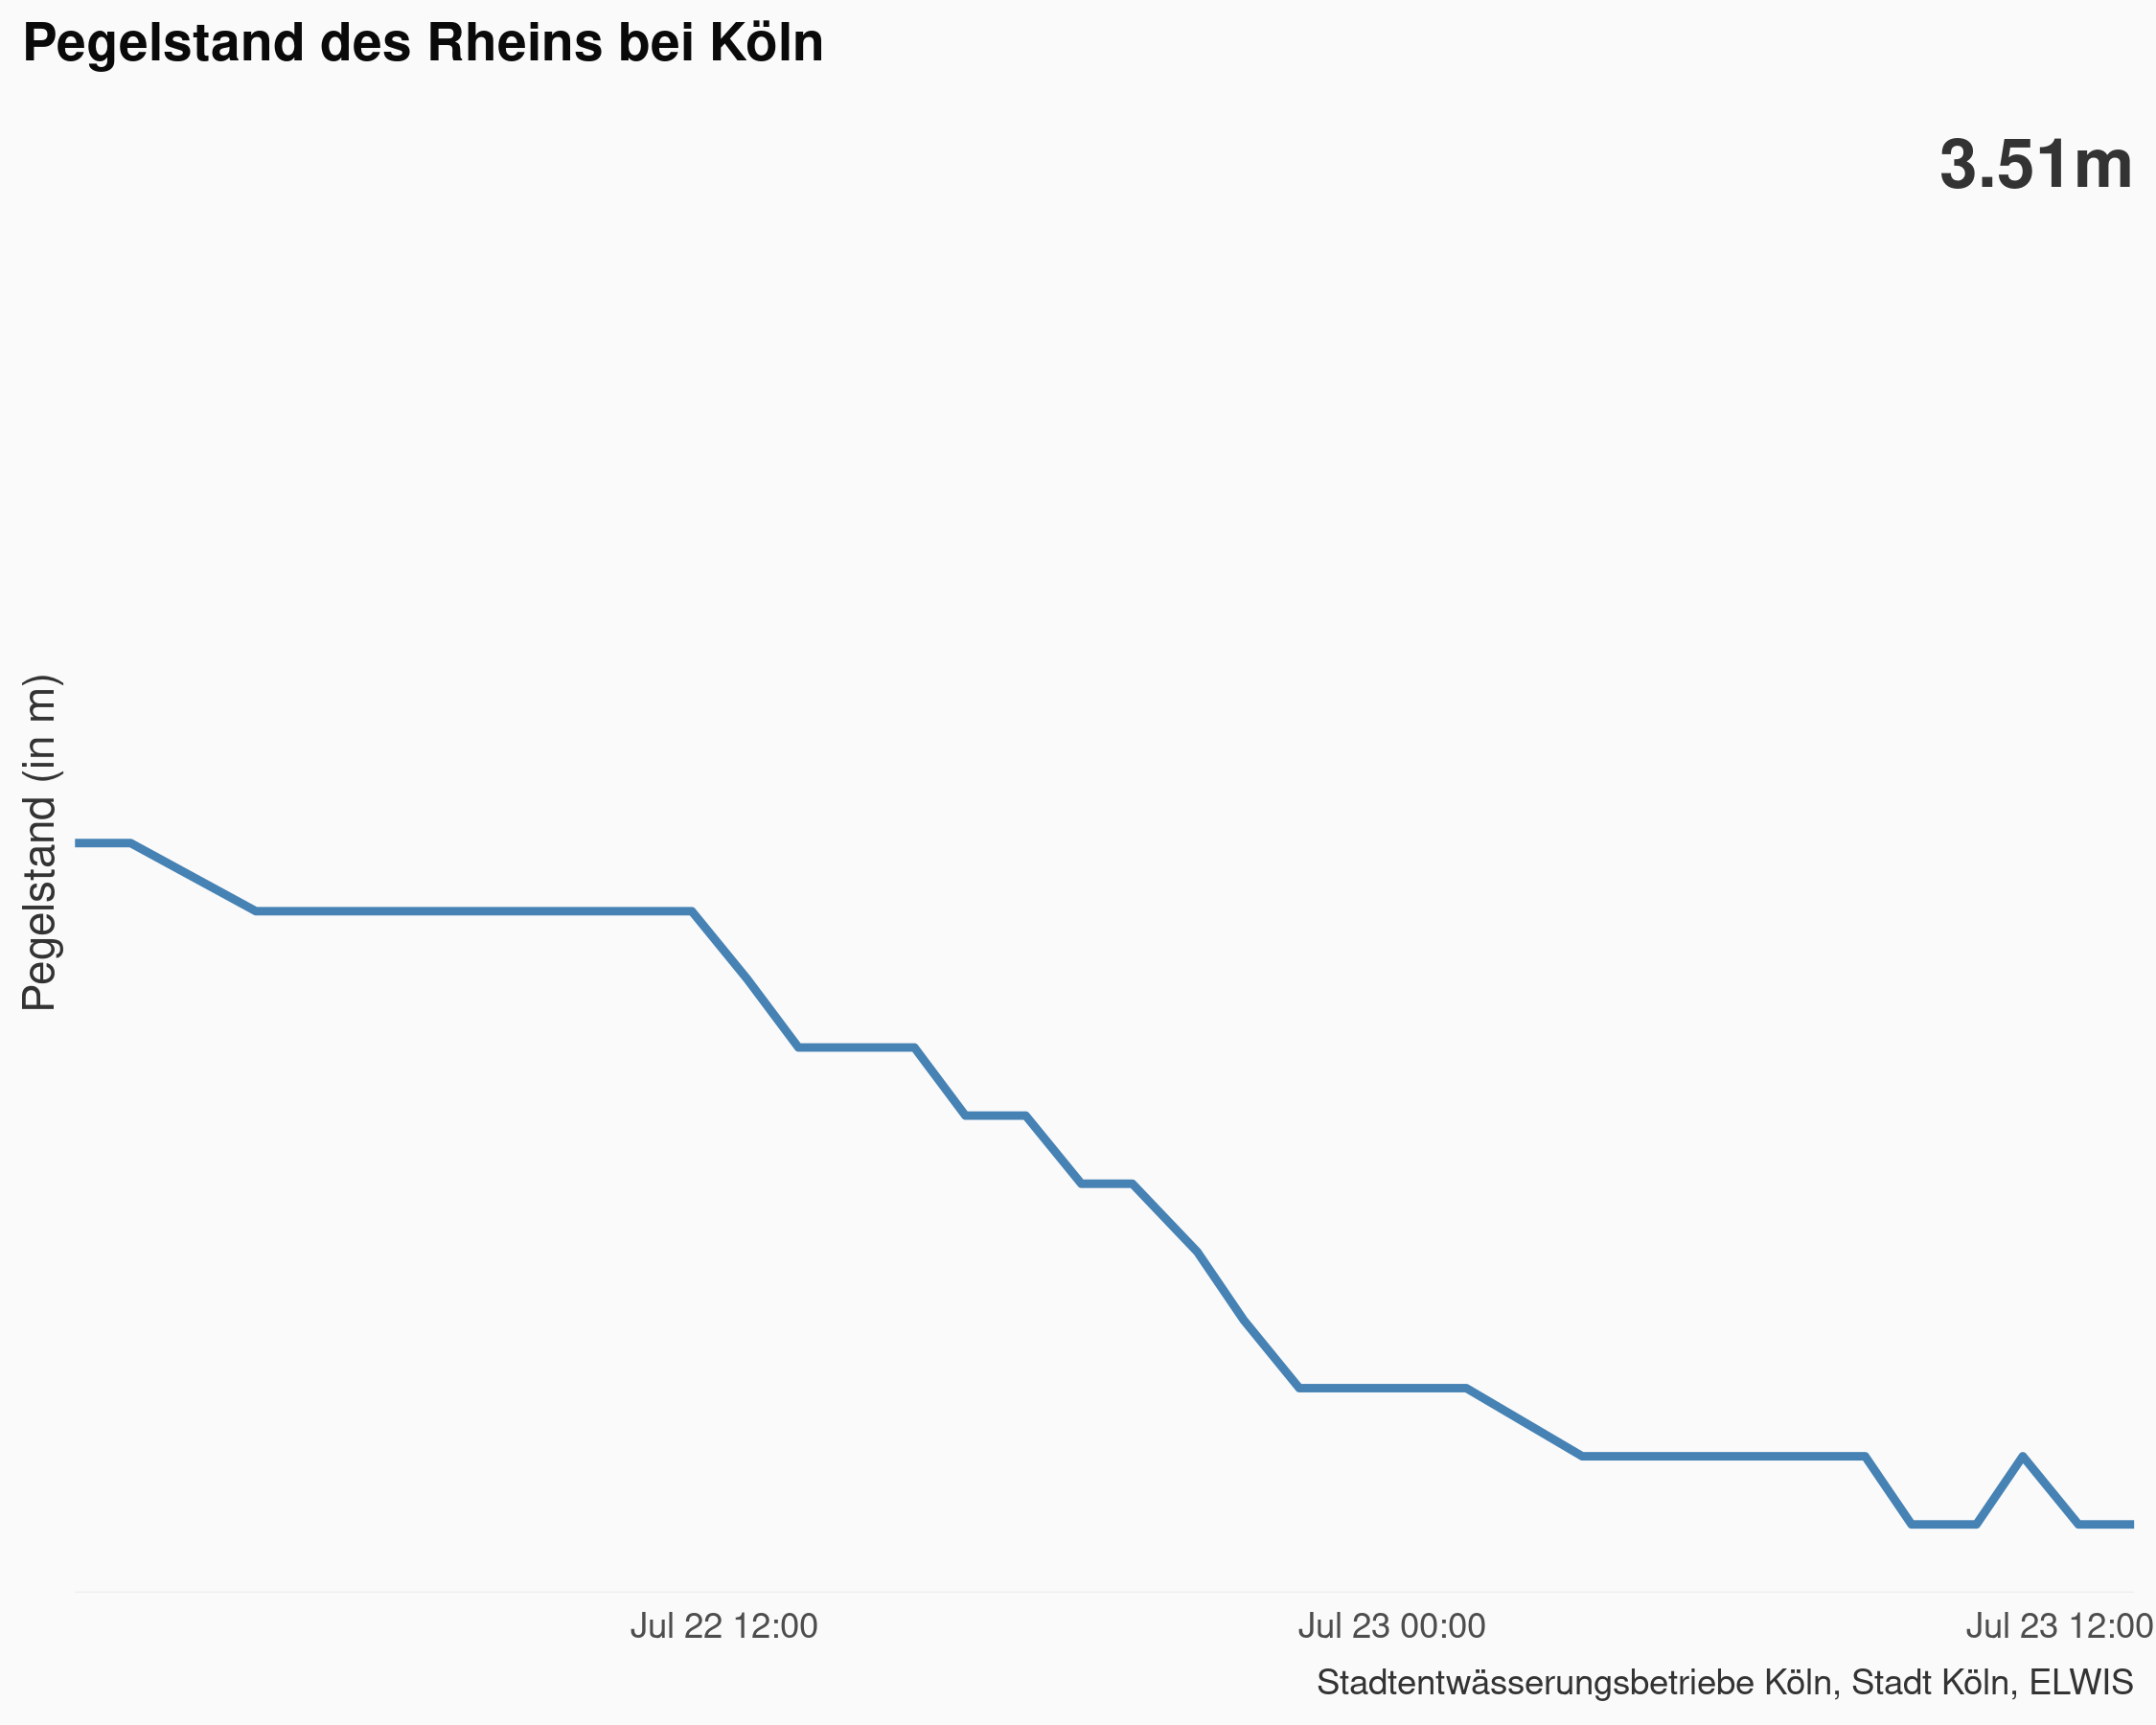 Pegelstand des Rheins bei Köln
3.51m
Pegelstand (in m)
Jul 22 12:00
Jul 23 00:00
Jul 23 12:00
Stadtentwässerungsbetriebe Köln, Stadt Köln, ELWIS